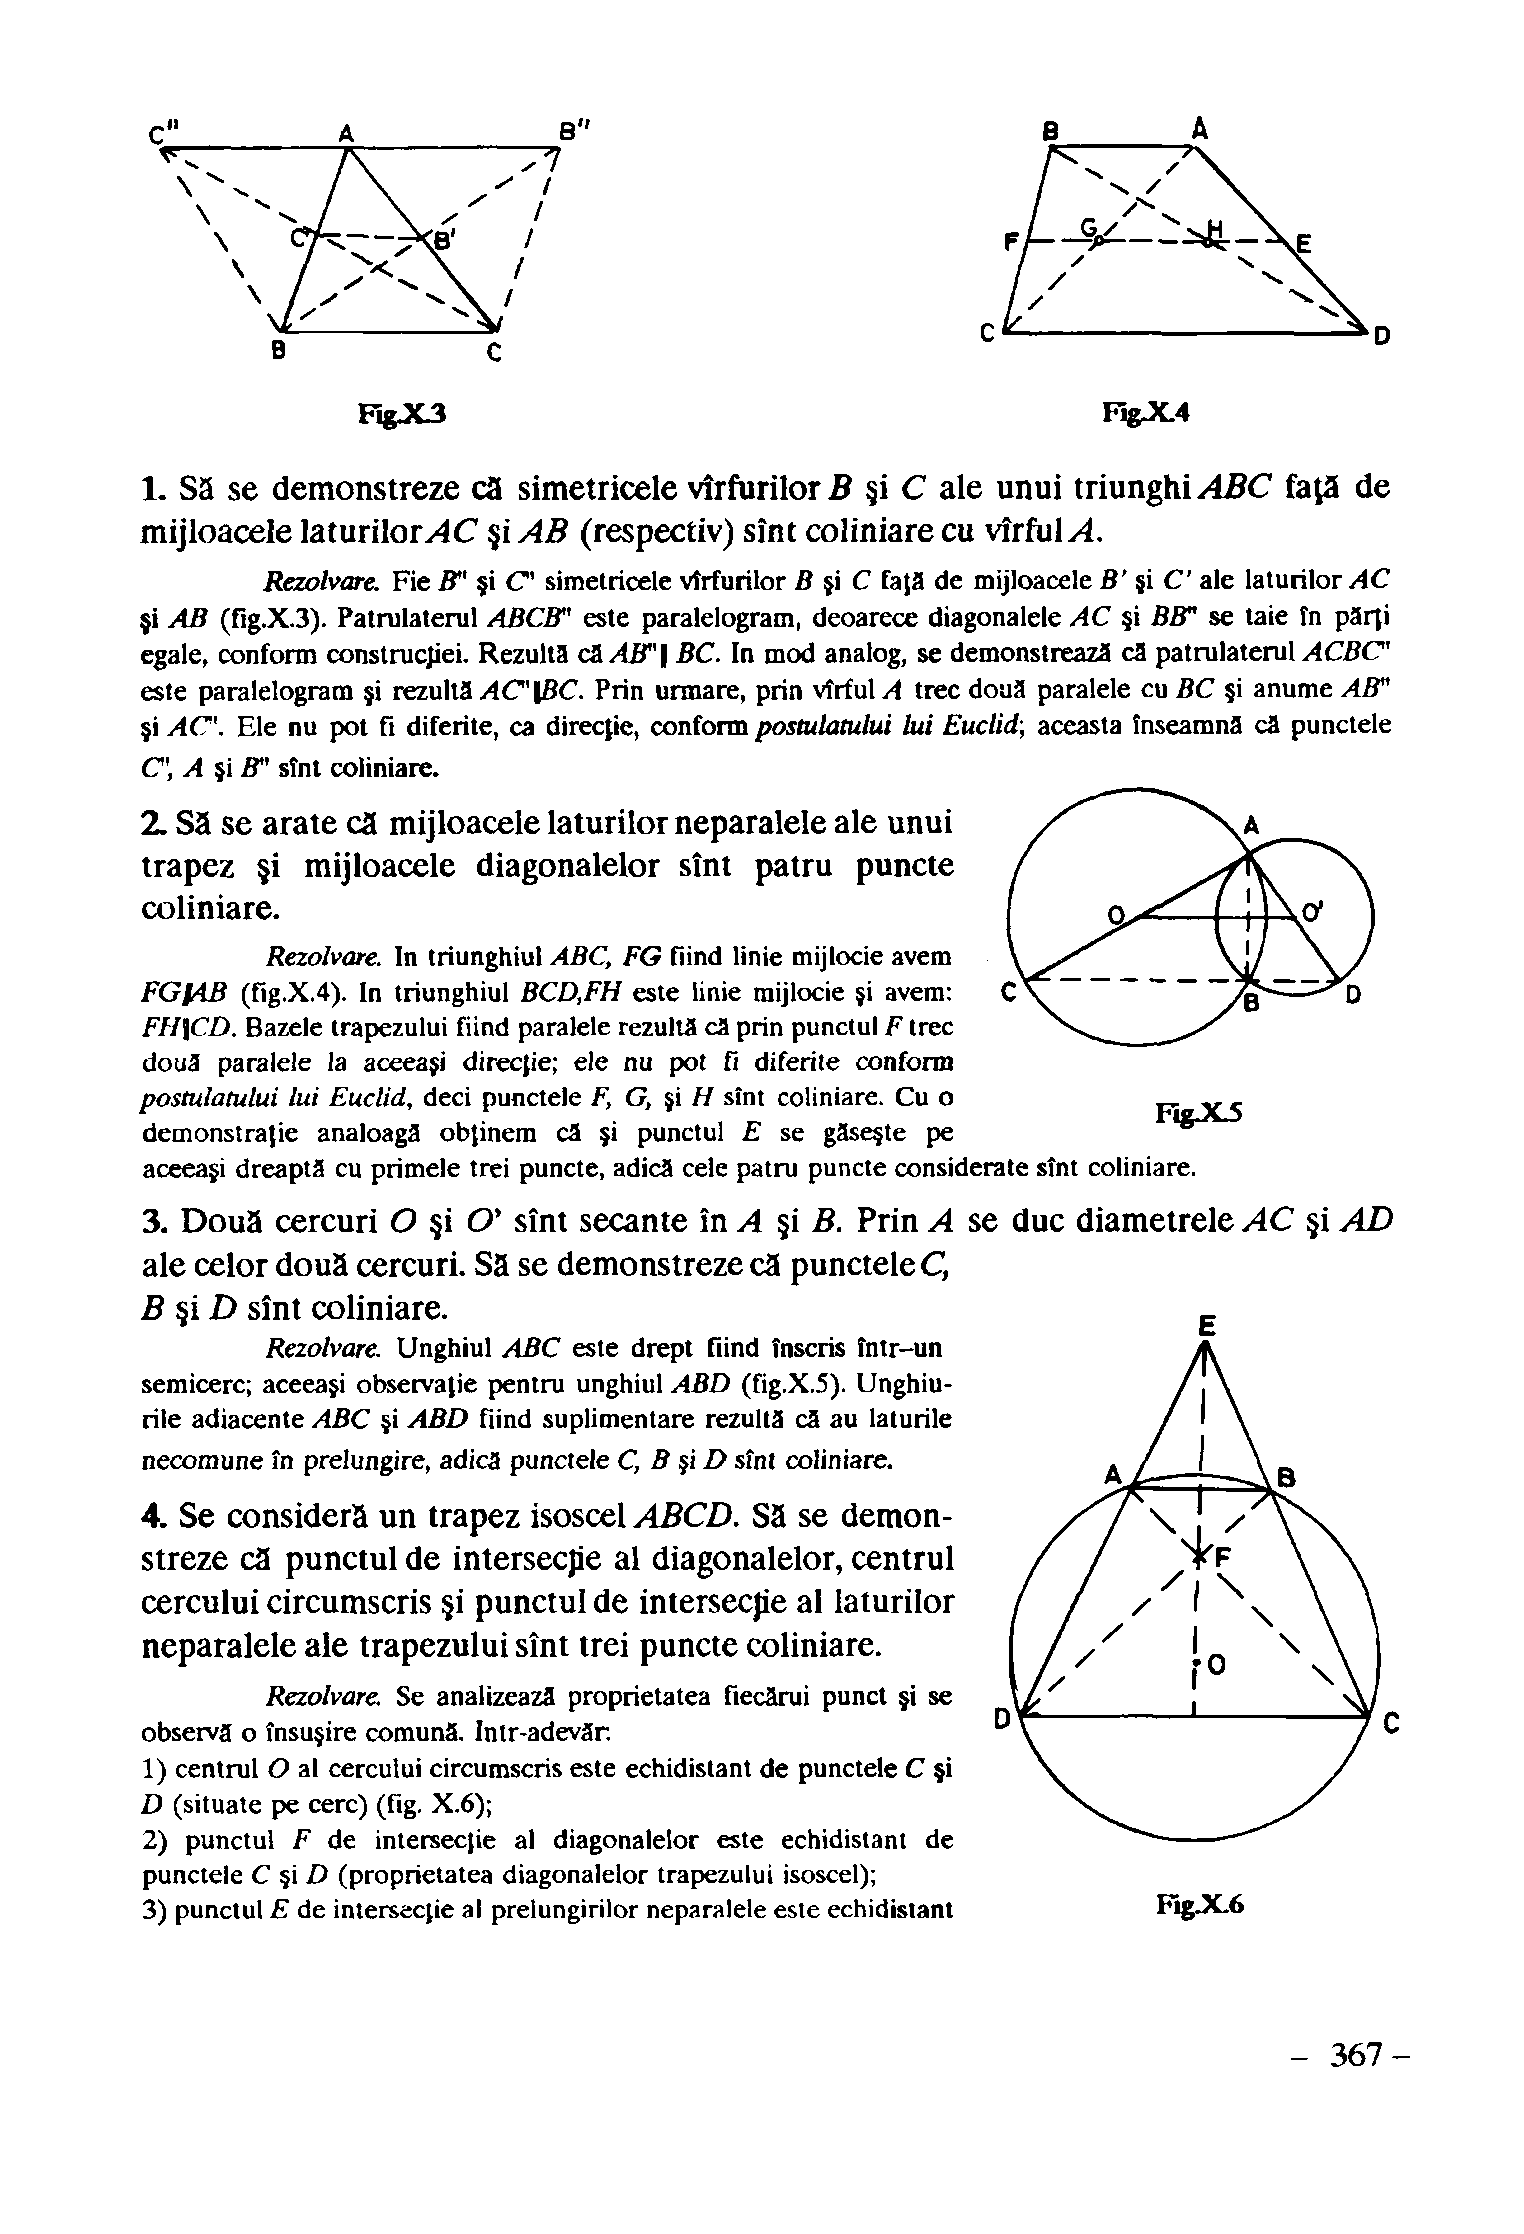 C" A B"
C' B'
B C
Fig.X.3
B A
F G H E
C D
Fig.X.4
1. Să se demonstreze că simetricele vîrfurilor B şi C ale unui triunghi ABC faţă de
mijloacele laturilor AC şi AB (respectiv) sînt coliniare cu vîrful A.
Rezolvare. Fie B" şi C" simetricele vîrfurilor B şi C faţă de mijloacele B' şi C' ale laturilor AC
şi AB (fig.X.3). Patrulaterul ABCB" este paralelogram, deoarece diagonalele AC şi BB" se taie în părţi
egale, conform construcţiei. Rezultă că AB"∥BC. In mod analog, se demonstrează că patrulaterul ACBC"
este paralelogram şi rezultă AC"∥BC. Prin urmare, prin vîrful A trec două paralele cu BC şi anume AB"
şi AC". Ele nu pot fi diferite, ca direcţie, conform postulatului lui Euclid; aceasta înseamnă că punctele
C", A şi B" sînt coliniare.
2. Să se arate că mijloacele laturilor neparalele ale unui
trapez şi mijloacele diagonalelor sînt patru puncte
coliniare.
Rezolvare. In triunghiul ABC, FG fiind linie mijlocie avem
FG∥AB (fig.X.4). In triunghiul BCD,FH este linie mijlocie şi avem:
FH∥CD. Bazele trapezului fiind paralele rezultă că prin punctul F trec
două paralele la aceeaşi direcţie; ele nu pot fi diferite conform
postulatului lui Euclid, deci punctele F, G, şi H sînt coliniare. Cu o
demonstraţie analoagă obţinem că şi punctul E se găseşte pe
aceeaşi dreaptă cu primele trei puncte, adică cele patru puncte considerate sînt coliniare.
A
O O'
C B D
Fig.X.5
3. Două cercuri O şi O' sînt secante în A şi B. Prin A se duc diametrele AC şi AD
ale celor două cercuri. Să se demonstreze că punctele C,
B şi D sînt coliniare.
Rezolvare. Unghiul ABC este drept fiind înscris într-un
semicerc; aceeaşi observaţie pentru unghiul ABD (fig.X.5). Unghiu-
rile adiacente ABC şi ABD fiind suplimentare rezultă că au laturile
necomune în prelungire, adică punctele C, B şi D sînt coliniare.
4. Se consideră un trapez isoscel ABCD. Să se demon-
streze că punctul de intersecţie al diagonalelor, centrul
cercului circumscris şi punctul de intersecţie al laturilor
neparalele ale trapezului sînt trei puncte coliniare.
Rezolvare. Se analizează proprietatea fiecărui punct şi se
observă o însuşire comună. Intr-adevăr:
1) centrul O al cercului circumscris este echidistant de punctele C şi
D (situate pe cerc) (fig. X.6);
2) punctul F de intersecţie al diagonalelor este echidistant de
punctele C şi D (proprietatea diagonalelor trapezului isoscel);
3) punctul E de intersecţie al prelungirilor neparalele este echidistant
E
A B
F
O
D C
Fig.X.6
- 367 -